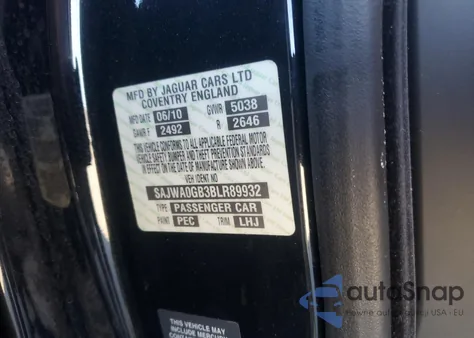 MFD BY JAGUAR CARS LTD
COVENTRY ENGLAND
MFD DATE 06/10 GVWR 5038
GAWR F 2492 R 2646
THIS VEHICLE CONFORMS TO ALL APPLICABLE FEDERAL MOTOR
VEHICLE SAFETY, BUMPER, AND THEFT PREVENTION STANDARDS
IN EFFECT ON THE DATE OF MANUFACTURE SHOWN ABOVE
VEH IDENT NO
SAJWA0GB3BLR89932
TYPE PASSENGER CAR
PAINT PEC TRIM LHJ
THIS VEHICLE MAY
INCLUDE MERCURY
autoSnap